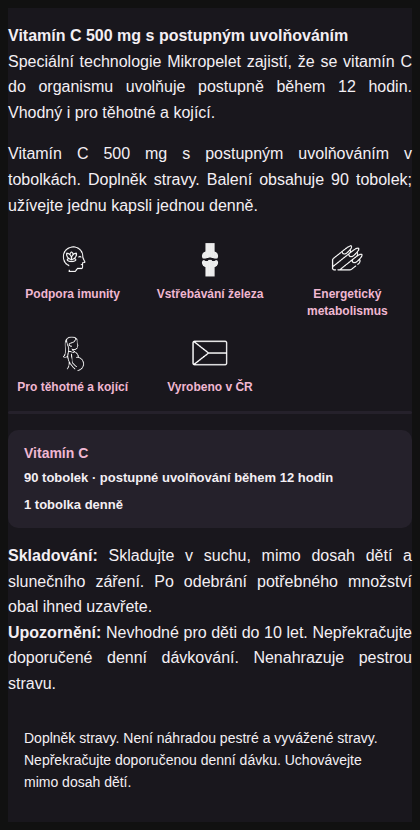 Vitamín C 500 mg s postupným uvolňováním
Speciální technologie Mikropelet zajistí, že se vitamín C
do organismu uvolňuje postupně během 12 hodin.
Vhodný i pro těhotné a kojící.
Vitamín C 500 mg s postupným uvolňováním v
tobolkách. Doplněk stravy. Balení obsahuje 90 tobolek;
užívejte jednu kapsli jednou denně.
Podpora imunity
Vstřebávání železa
Energetický
metabolismus
Pro těhotné a kojící
Vyrobeno v ČR
Vitamín C
90 tobolek · postupné uvolňování během 12 hodin
1 tobolka denně
Skladování: Skladujte v suchu, mimo dosah dětí a
slunečního záření. Po odebrání potřebného množství
obal ihned uzavřete.
Upozornění: Nevhodné pro děti do 10 let. Nepřekračujte
doporučené denní dávkování. Nenahrazuje pestrou
stravu.
Doplněk stravy. Není náhradou pestré a vyvážené stravy.
Nepřekračujte doporučenou denní dávku. Uchovávejte
mimo dosah dětí.